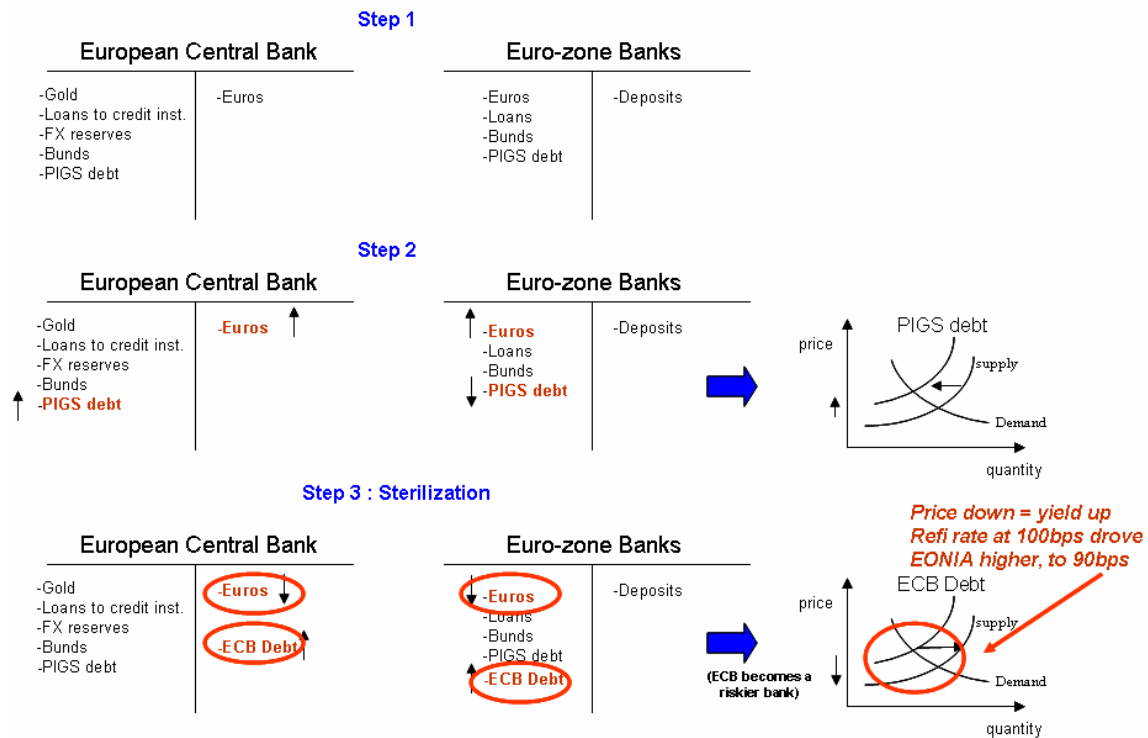 Step 1
European Central Bank
Euro-zone Banks
-Gold
-Loans to credit inst.
-FX reserves
-Bunds
-PIGS debt
-Euros
-Euros
-Loans
-Bunds
-PIGS debt
-Deposits
Step 2
European Central Bank
Euro-zone Banks
-Gold
-Loans to credit inst.
-FX reserves
-Bunds
-PIGS debt
-Euros
-Euros
-Loans
-Bunds
-PIGS debt
-Deposits
PIGS debt
price
supply
Demand
quantity
Step 3 : Sterilization
European Central Bank
Euro-zone Banks
-Gold
-Loans to credit inst.
-FX reserves
-Bunds
-PIGS debt
-Euros
-ECB Debt
-Euros
-Loans
-Bunds
-PIGS debt
-ECB Debt
-Deposits
(ECB becomes a
riskier bank)
Price down = yield up
Refi rate at 100bps drove
EONIA higher, to 90bps
ECB Debt
price
supply
Demand
quantity